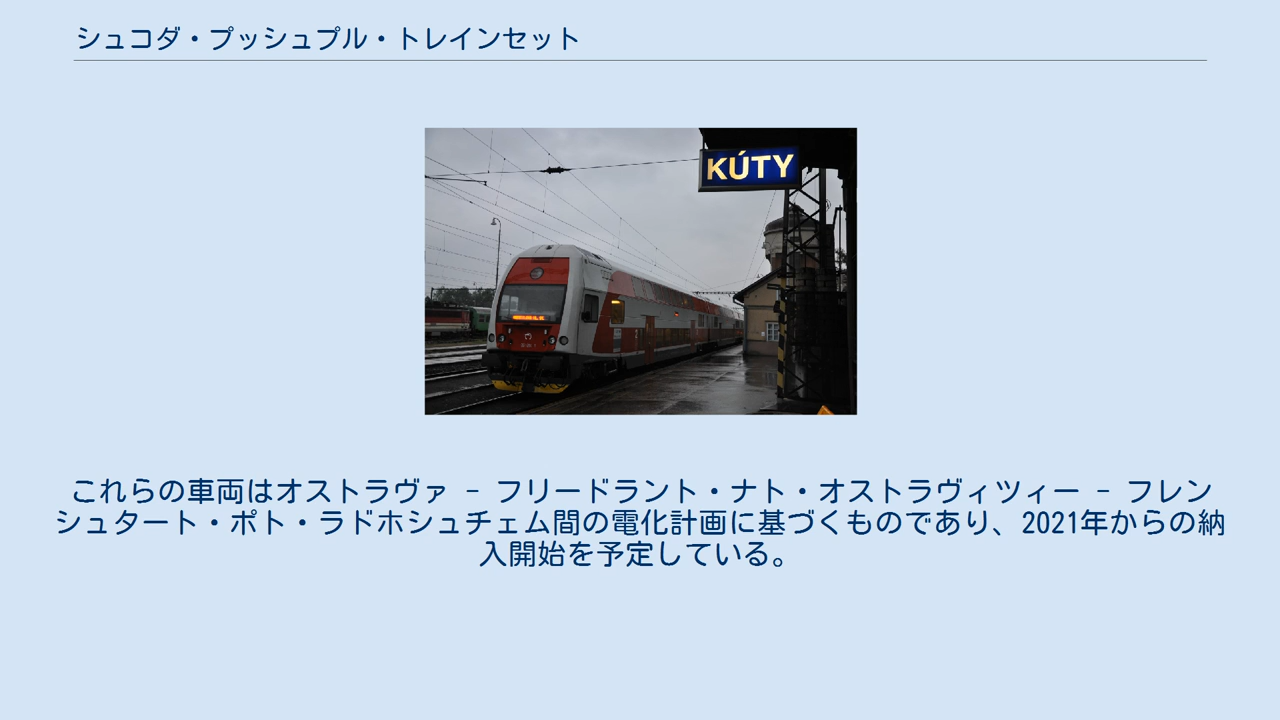 シュコダ・プッシュプル・トレインセット
KÚTY
これらの車両はオストラヴァ - フリードラント・ナト・オストラヴィツィー - フレン
シュタート・ポト・ラドホシュチェム間の電化計画に基づくものであり、2021年からの納
入開始を予定している。